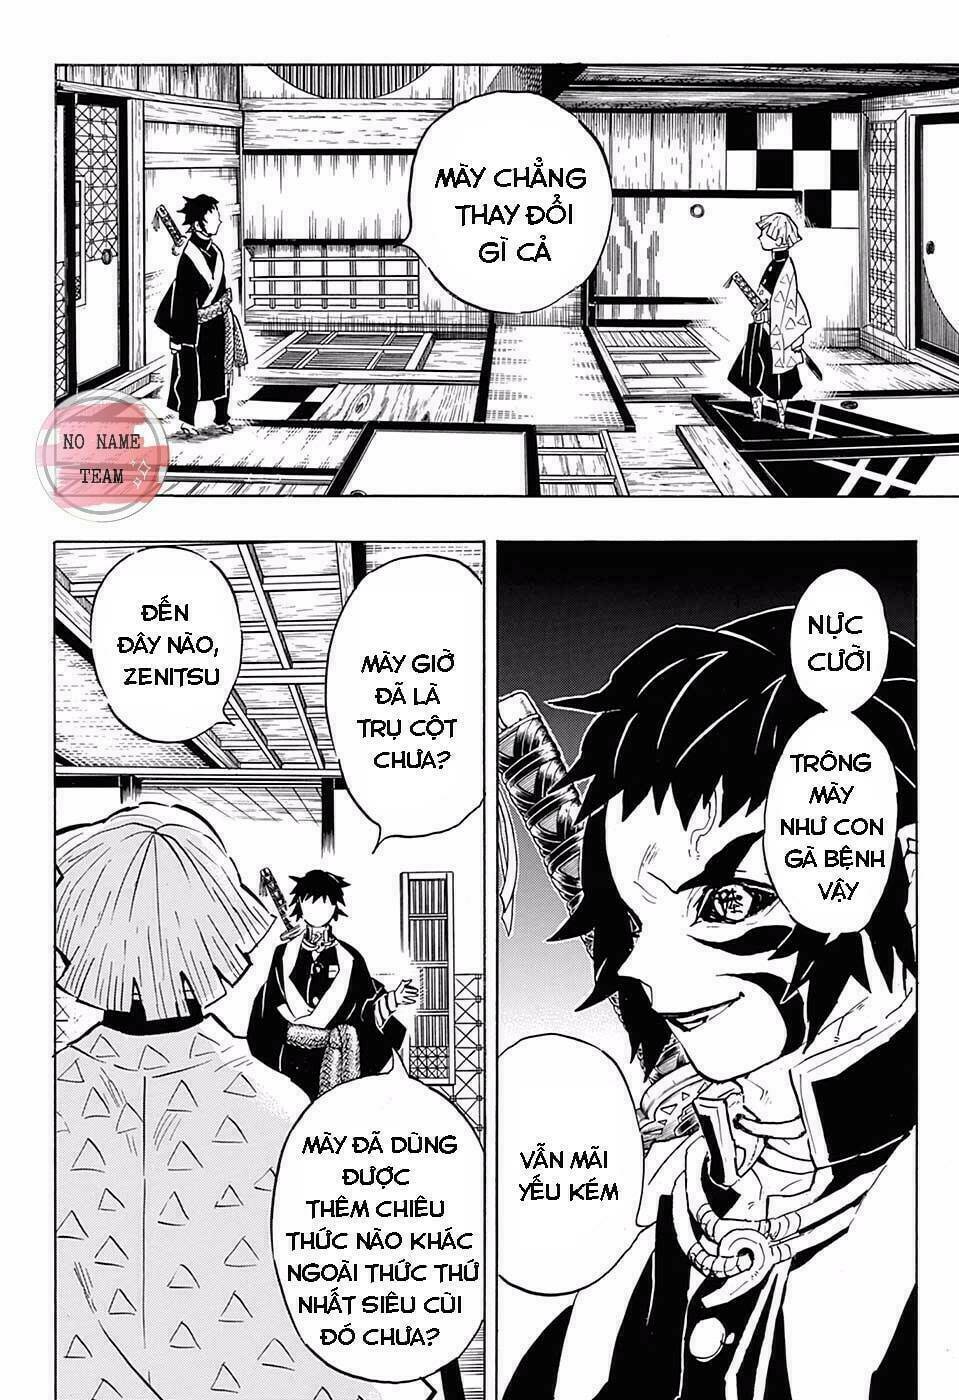 MÀY CHẲNG
THAY ĐỔI
GÌ CẢ
NO NAME
TEAM
NỰC
CƯỜI
TRÔNG
MÀY
NHƯ CON
GÀ BỆNH
VẬY
VẪN MÃI
YẾU KÉM
MÀY GIỜ
ĐÃ LÀ
TRỤ CỘT
CHƯA?
ĐẾN
ĐÂY NÀO,
ZENITSU
MÀY ĐÃ DÙNG
ĐƯỢC
THÊM CHIÊU
THỨC NÀO KHÁC
NGOÀI THỨC THỨ
NHẤT SIÊU CÙI
ĐÓ CHƯA?